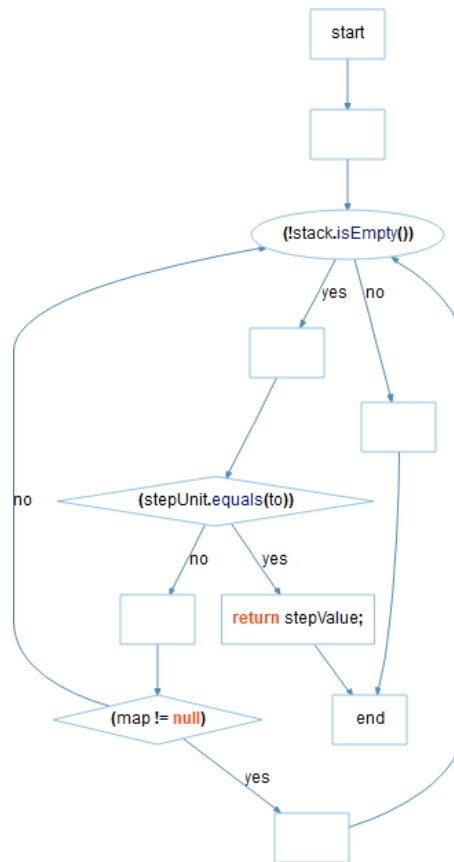 start
(!stack.isEmpty())
yes
no
(stepUnit.equals(to))
no
no
yes
return stepValue;
(map != null)
end
yes